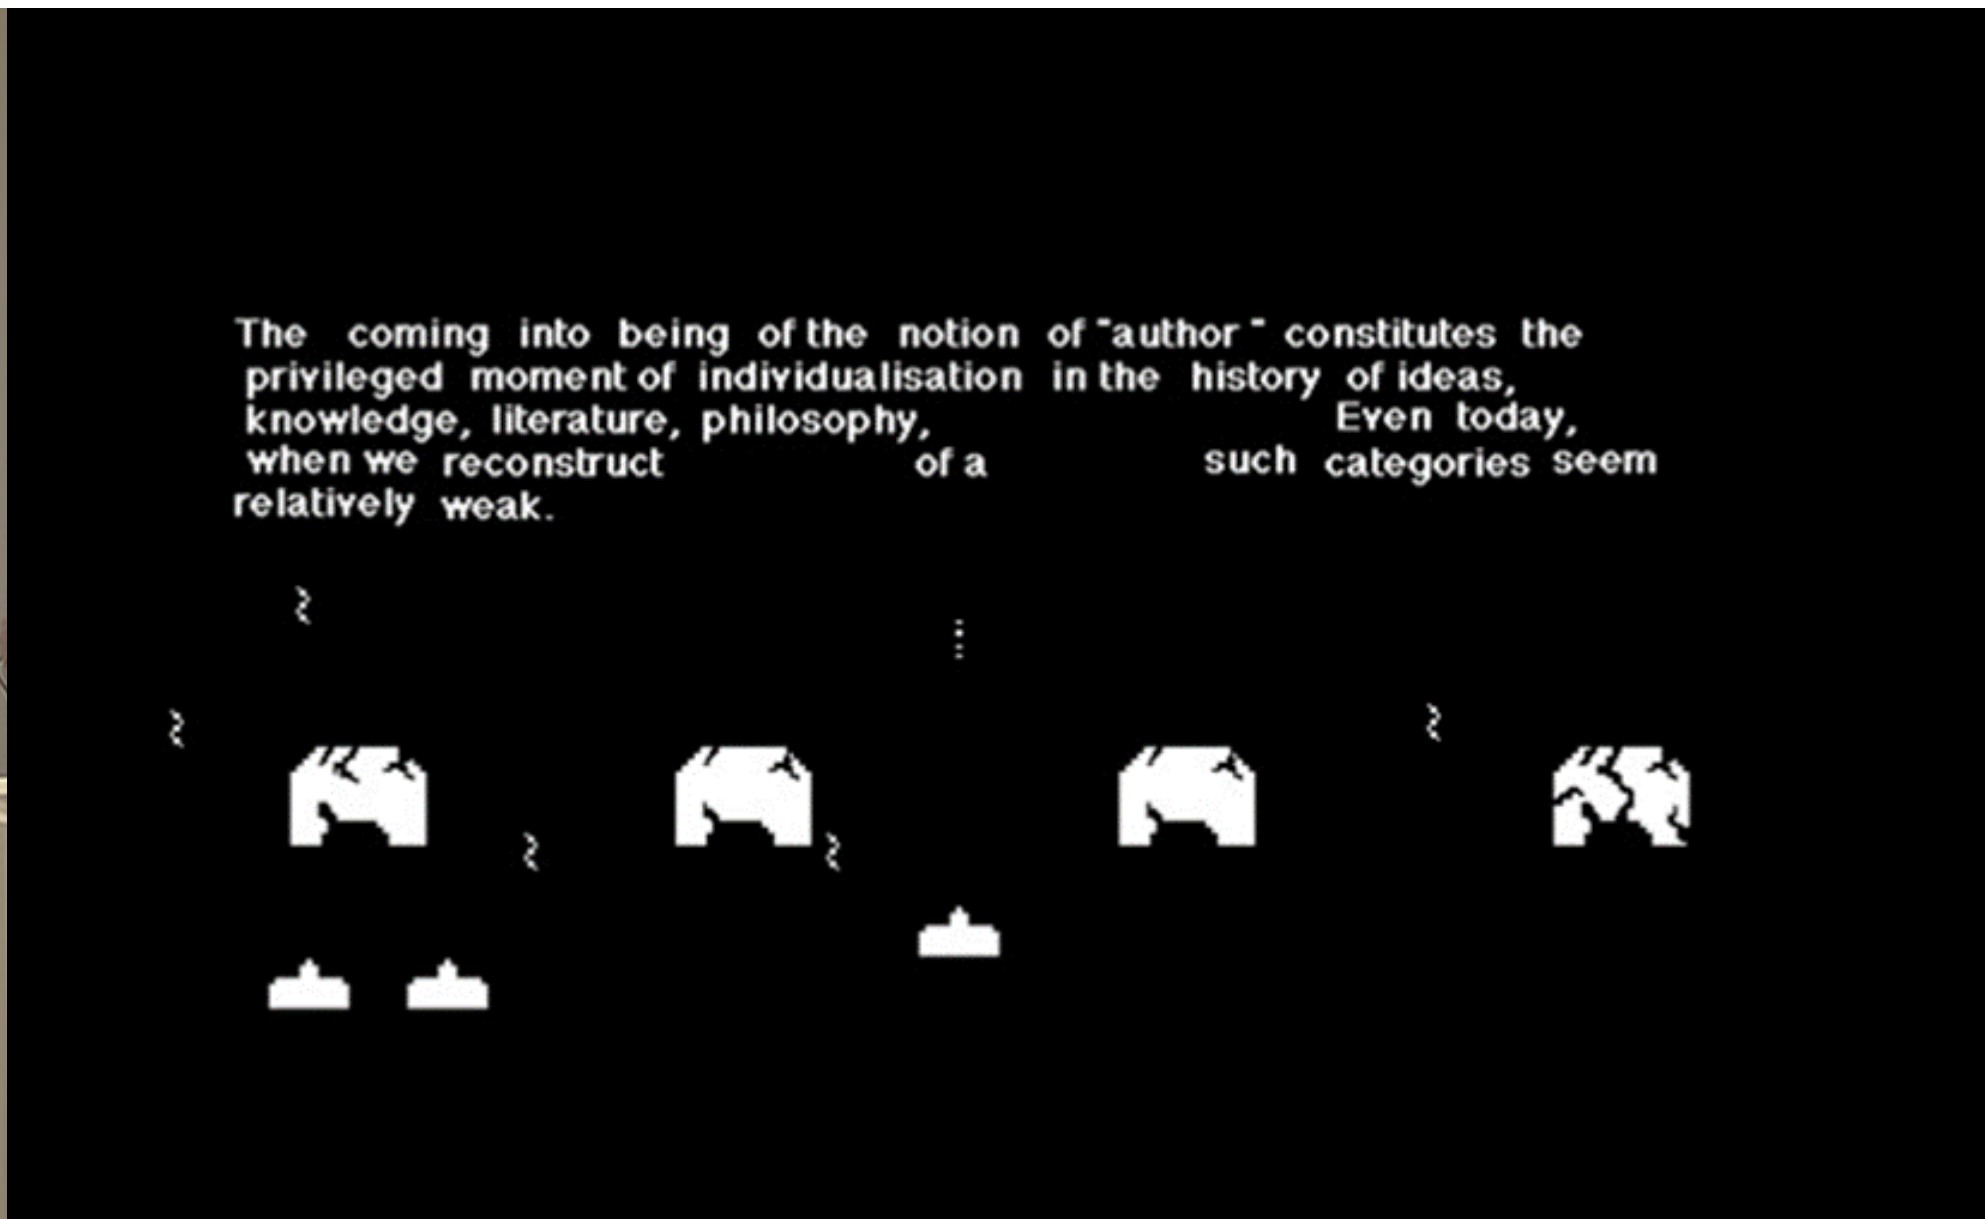 The coming into being of the notion of "author" constitutes the
privileged moment of individualisation in the history of ideas,
knowledge, literature, philosophy, Even today,
when we reconstruct of a such categories seem
relatively weak.